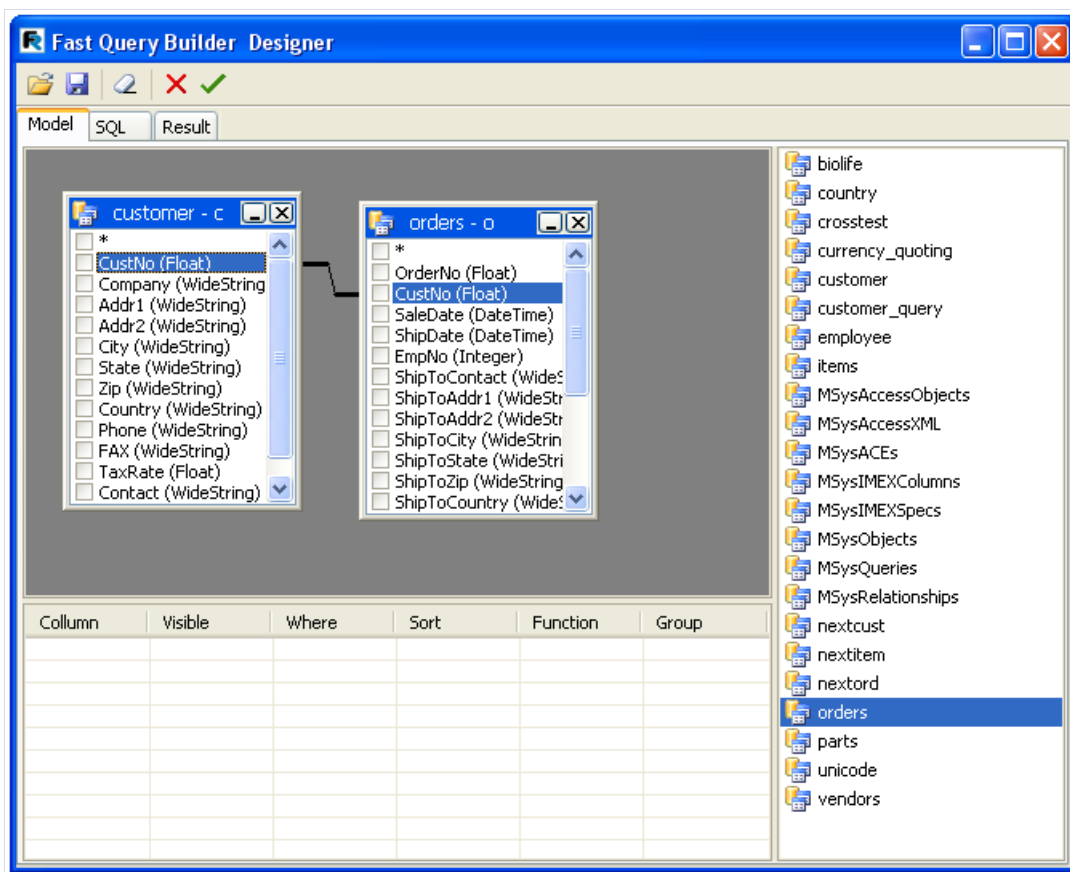 Fast Query Builder Designer
Model SQL Result
customer - c
*
CustNo (Float)
Company (WideString
Addr1 (WideString)
Addr2 (WideString)
City (WideString)
State (WideString)
Zip (WideString)
Country (WideString)
Phone (WideString)
FAX (WideString)
TaxRate (Float)
Contact (WideString)
orders - o
*
OrderNo (Float)
CustNo (Float)
SaleDate (DateTime)
ShipDate (DateTime)
EmpNo (Integer)
ShipToContact (WideS
ShipToAddr1 (WideStr
ShipToAddr2 (WideStr
ShipToCity (WideStrin
ShipToState (WideStri
ShipToZip (WideString
ShipToCountry (WideS
Collumn Visible Where Sort Function Group
biolife
country
crosstest
currency_quoting
customer
customer_query
employee
items
MSysAccessObjects
MSysAccessXML
MSysACEs
MSysIMEXColumns
MSysIMEXSpecs
MSysObjects
MSysQueries
MSysRelationships
nextcust
nextitem
nextord
orders
parts
unicode
vendors